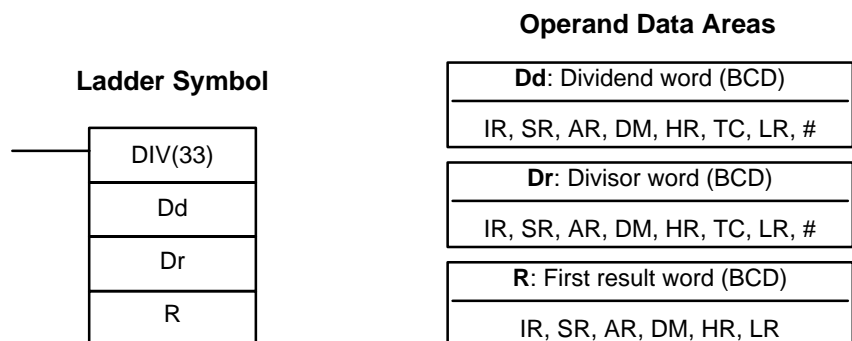 Operand Data Areas
Ladder Symbol
DIV(33)
Dd
Dr
R
Dd: Dividend word (BCD)
IR, SR, AR, DM, HR, TC, LR, #
Dr: Divisor word (BCD)
IR, SR, AR, DM, HR, TC, LR, #
R: First result word (BCD)
IR, SR, AR, DM, HR, LR